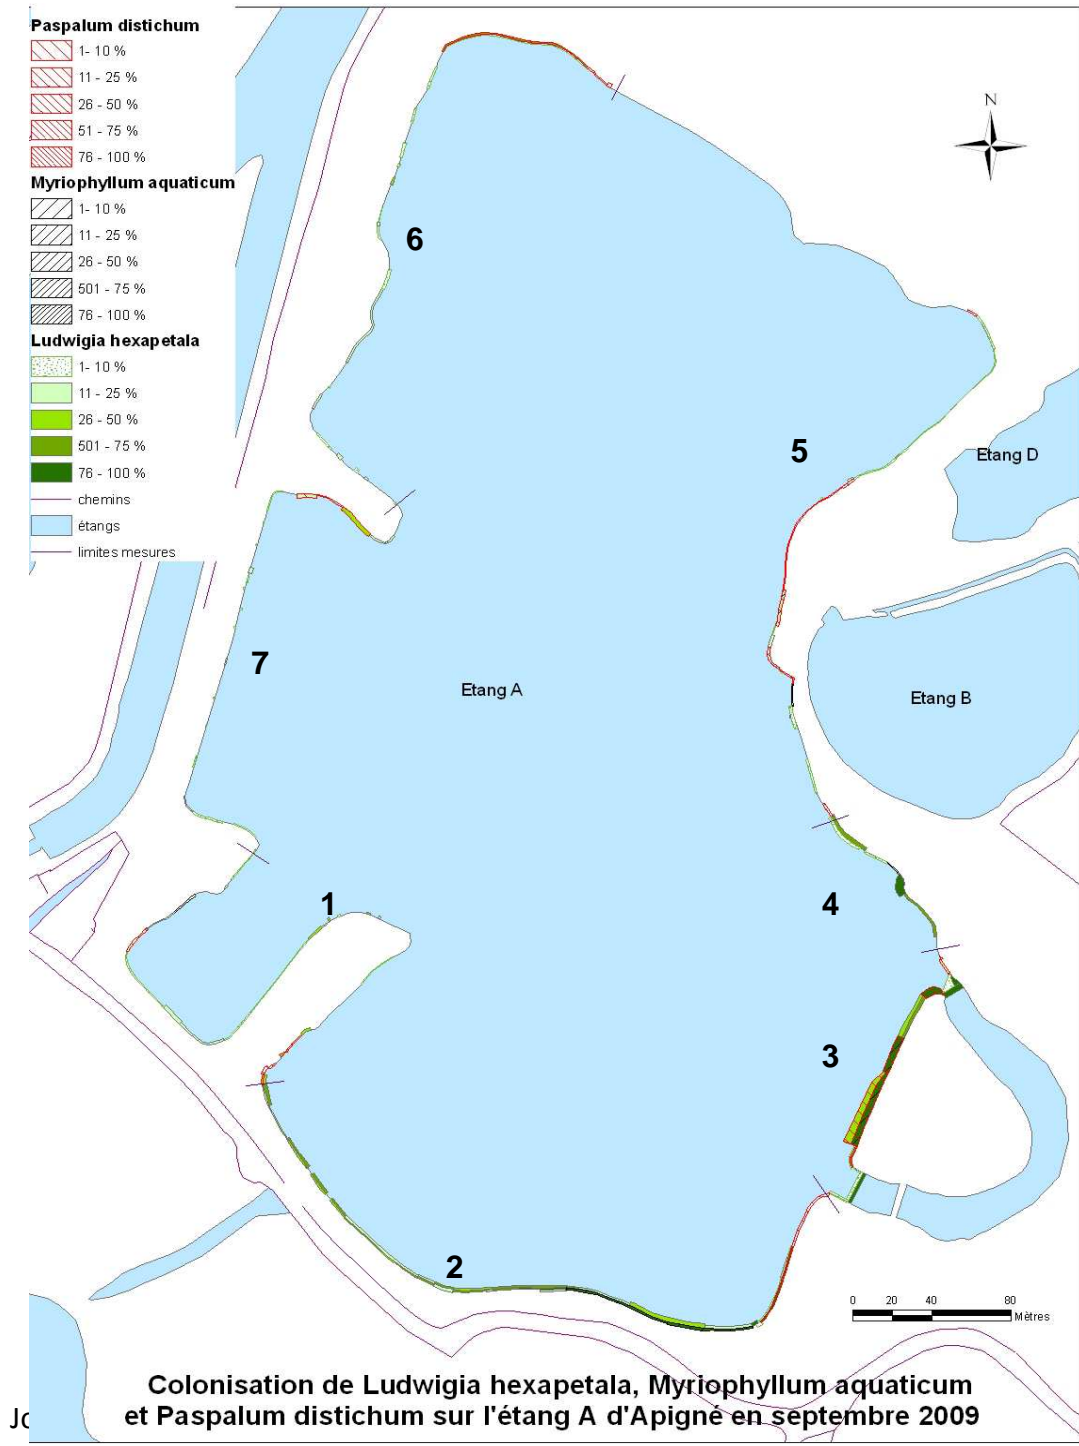 Paspalum distichum
1- 10 %
11 - 25 %
26 - 50 %
51 - 75 %
76 - 100 %
Myriophyllum aquaticum
1- 10 %
11 - 25 %
26 - 50 %
501 - 75 %
76 - 100 %
Ludwigia hexapetala
1- 10 %
11 - 25 %
26 - 50 %
501 - 75 %
76 - 100 %
chemins
étangs
limites mesures
N
6
5
Etang D
7
Etang A
Etang B
1
4
3
2
0 20 40 80
Mètres
Colonisation de Ludwigia hexapetala, Myriophyllum aquaticum
et Paspalum distichum sur l'étang A d'Apigné en septembre 2009